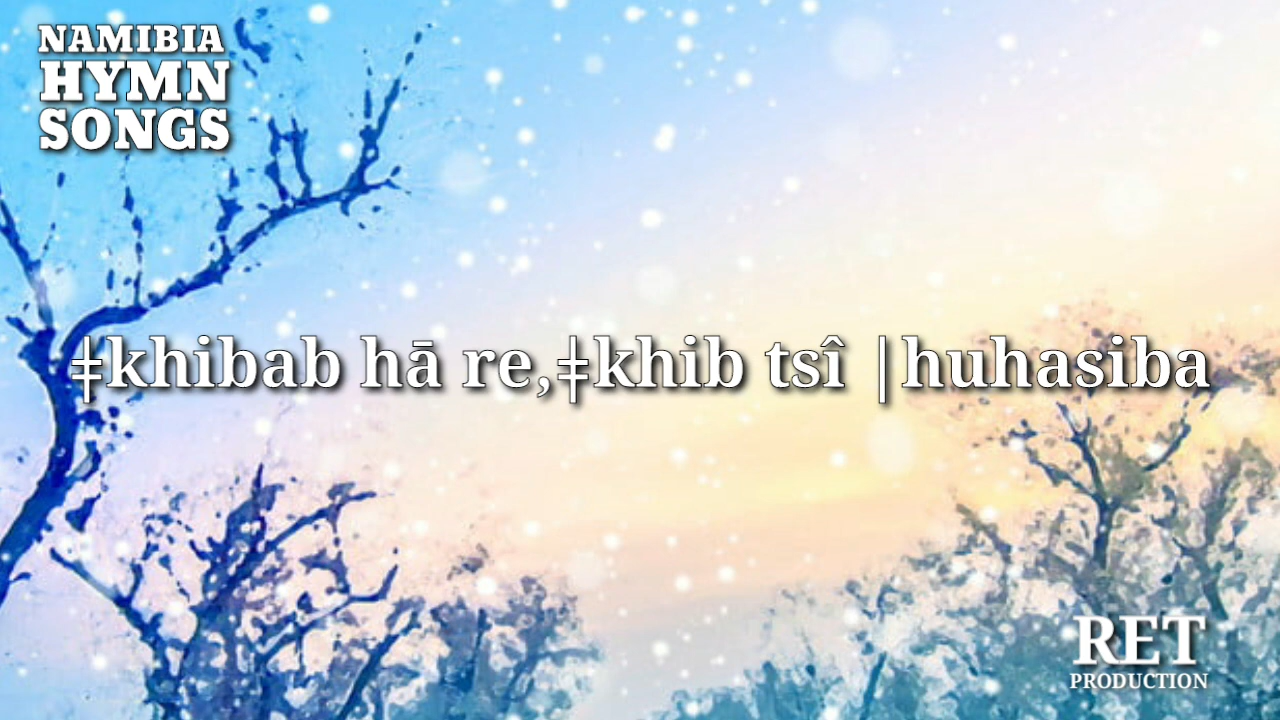 NAMIBIA
HYMN
SONGS
ǂkhibab hā re,ǂkhib tsî |huhasiba
RET
PRODUCTION